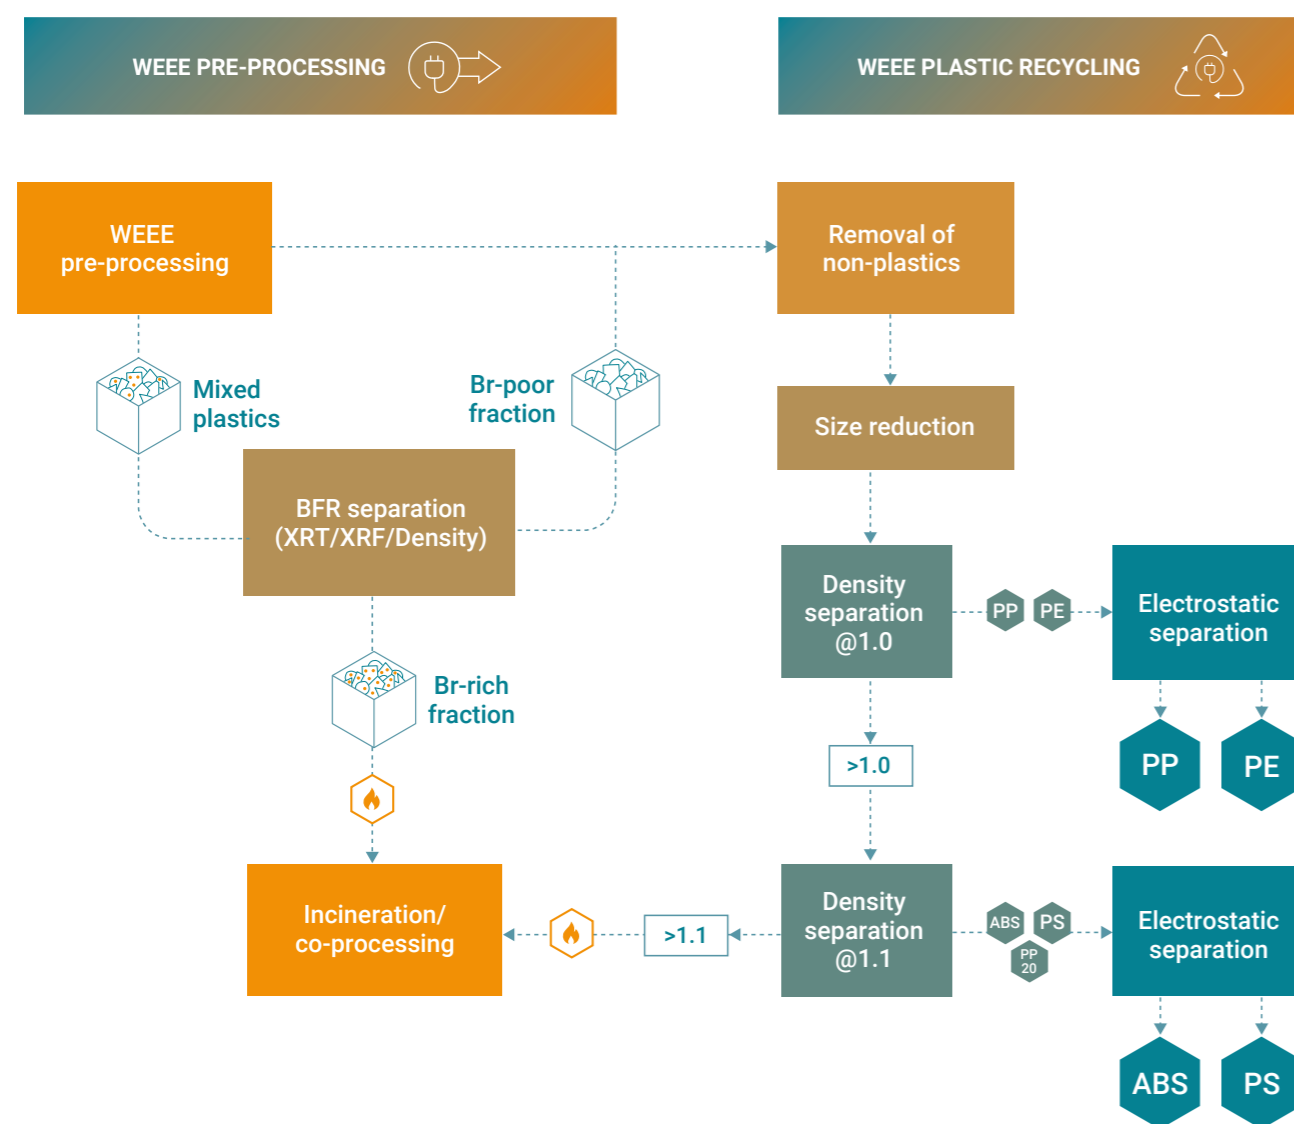 WEEE PRE-PROCESSING
WEEE PLASTIC RECYCLING
WEEE
pre-processing
Removal of
non-plastics
Mixed
plastics
Br-poor
fraction
Size reduction
BFR separation
(XRT/XRF/Density)
Density
separation
@1.0
PP
PE
Electrostatic
separation
Br-rich
fraction
PP
PE
>1.0
Incineration/
co-processing
>1.1
Density
separation
@1.1
ABS
PS
PP
20
Electrostatic
separation
ABS
PS